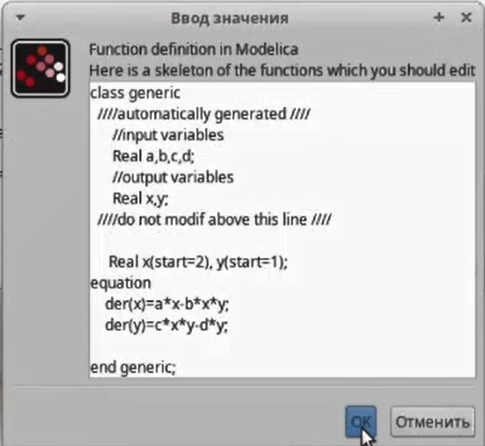 Ввод значения
Function definition in Modelica
Here is a skeleton of the functions which you should edit
class generic
////automatically generated ////
//input variables
Real a,b,c,d;
//output variables
Real x,y;
////do not modif above this line ////
Real x(start=2), y(start=1);
equation
der(x)=a*x-b*x*y;
der(y)=c*x*y-d*y;
end generic;
OK Отменить